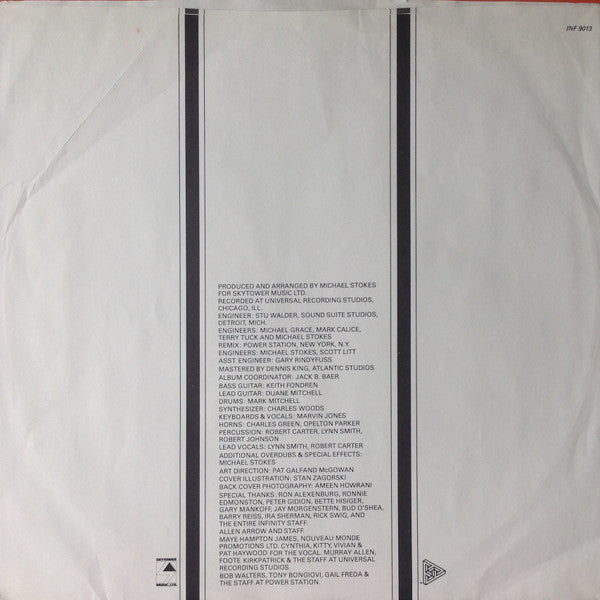 INF 9013
PRODUCED AND ARRANGED BY MICHAEL STOKES
FOR SKYTOWER MUSIC LTD.
RECORDED AT UNIVERSAL RECORDING STUDIOS,
CHICAGO, ILL.
ENGINEER: STU WALDER, SOUND SUITE STUDIOS,
DETROIT, MICH.
ENGINEERS: MICHAEL GRACE, MARK CALICE,
TERRY TUCK AND MICHAEL STOKES
REMIX: POWER STATION, NEW YORK, N.Y.
ENGINEERS: MICHAEL STOKES, SCOTT LITT
ASST. ENGINEER: GARY RINDFUSS
MASTERED BY DENNIS KING, ATLANTIC STUDIOS
ALBUM COORDINATOR: JACK B. BAER
BASS GUITAR: KEITH FONDREN
LEAD GUITAR: DUANE MITCHELL
DRUMS: MARK MITCHELL
SYNTHESIZER: CHARLES WOODS
KEYBOARDS & VOCALS: MARVIN JONES
HORNS: CHARLES GREEN, OPELTON PARKER
PERCUSSION: ROBERT CARTER, LYNN SMITH,
ROBERT JOHNSON
LEAD VOCALS: LYNN SMITH, ROBERT CARTER
ADDITIONAL OVERDUBS & SPECIAL EFFECTS:
MICHAEL STOKES
ART DIRECTION: PAT GALFAND McGOWAN
COVER ILLUSTRATION: STAN ZAGORSKI
BACK COVER PHOTOGRAPHY: AMEEN HOWRANI
SPECIAL THANKS: RON ALEXENBURG, RONNIE
EDMONSTON, PETER GIDION, BETTE HISIGER,
GARY MANKOFF, JAY MORGENSTERN, BUD O'SHEA,
BARRY REISS, IRA SHERMAN, RICK SWIG, AND
THE ENTIRE INFINITY STAFF.
ALLEN ARROW AND STAFF.
MAYE HAMPTON JAMES, NOUVEAU MONDE
PROMOTIONS LTD. CYNTHIA, KITTY, VIVIAN &
PAT HAYWOOD FOR THE VOCAL. MURRAY ALLEN,
FOOTE KIRKPATRICK & THE STAFF AT UNIVERSAL
RECORDING STUDIOS.
BOB WALTERS, TONY BONGIOVI, GAIL FREDA &
THE STAFF AT POWER STATION.
SKYTOWER
MUSIC, LTD.